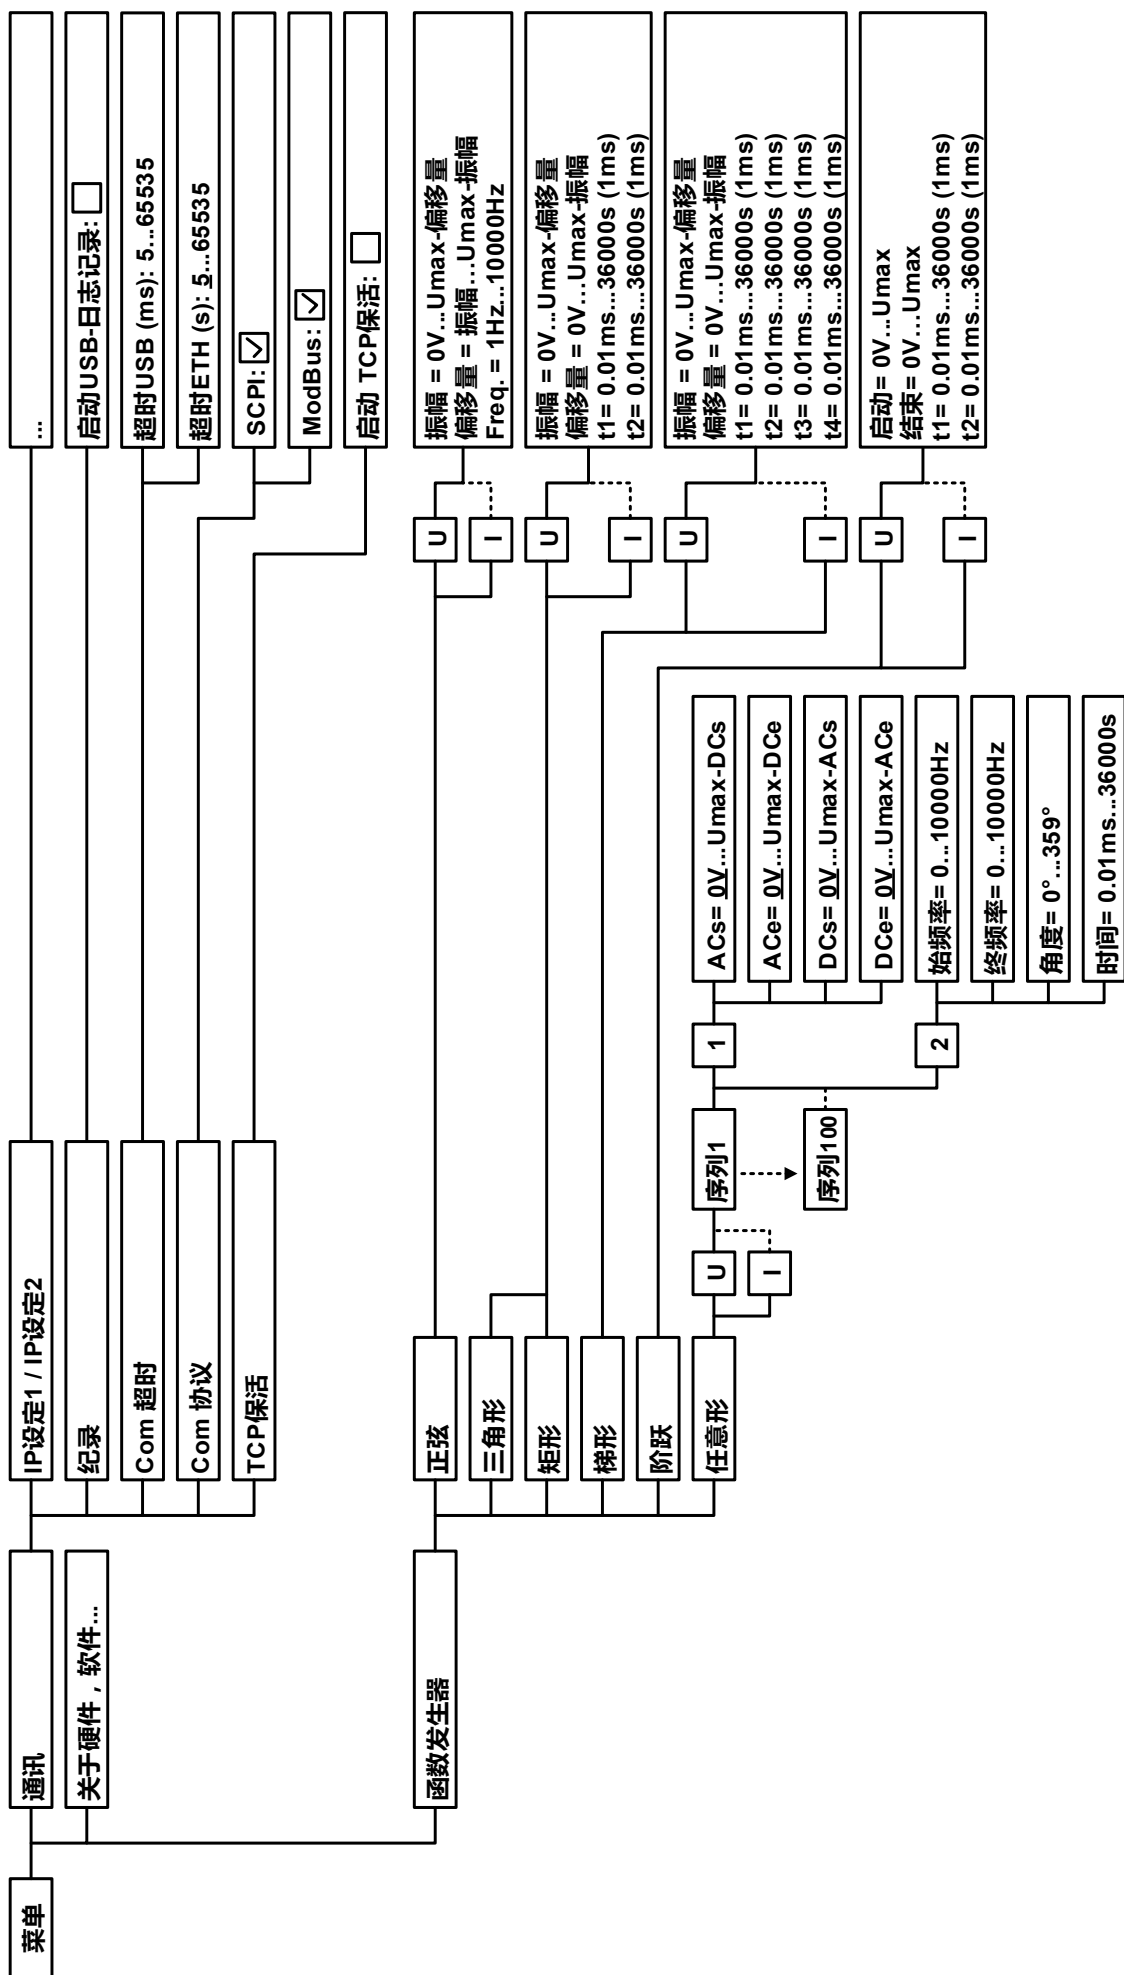 菜单
通讯
IP设定1 / IP设定2
...
纪录
启动USB-日志记录:
Com 超时
超时USB (ms): 5...65535
超时ETH (s): 5...65535
Com 协议
SCPI:
ModBus:
TCP保活
启动 TCP保活:
关于硬件，软件...
函数发生器
正弦
U
I
振幅 = 0V...Umax-偏移量
偏移量 = 振幅...Umax-振幅
Freq. = 1Hz...10000Hz
三角形
矩形
U
I
振幅 = 0V...Umax-偏移量
偏移量 = 0V...Umax-振幅
t1= 0.01ms...36000s (1ms)
t2= 0.01ms...36000s (1ms)
梯形
U
I
振幅 = 0V...Umax-偏移量
偏移量 = 0V...Umax-振幅
t1= 0.01ms...36000s (1ms)
t2= 0.01ms...36000s (1ms)
t3= 0.01ms...36000s (1ms)
t4= 0.01ms...36000s (1ms)
阶跃
U
I
启动= 0V...Umax
结束= 0V...Umax
t1= 0.01ms...36000s (1ms)
t2= 0.01ms...36000s (1ms)
任意形
U
I
序列1
序列100
1
ACs= 0V...Umax-DCs
ACe= 0V...Umax-DCe
DCs= 0V...Umax-ACs
DCe= 0V...Umax-ACe
2
始频率= 0...10000Hz
终频率= 0...10000Hz
角度= 0°...359°
时间= 0.01ms...36000s